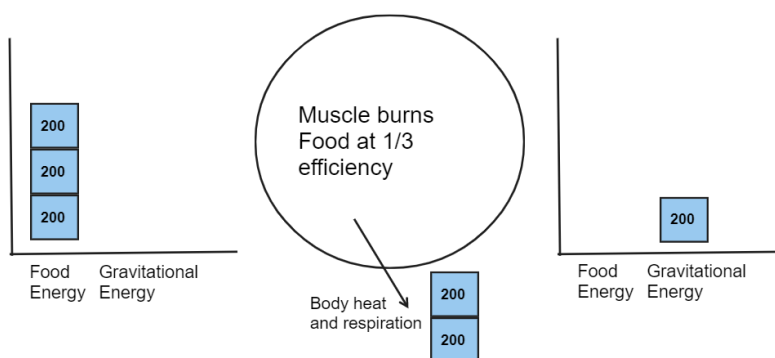 200
200
200
Food Gravitational
Energy Energy
Muscle burns
Food at 1/3
efficiency
Body heat
and respiration
200
200
200
Food Gravitational
Energy Energy